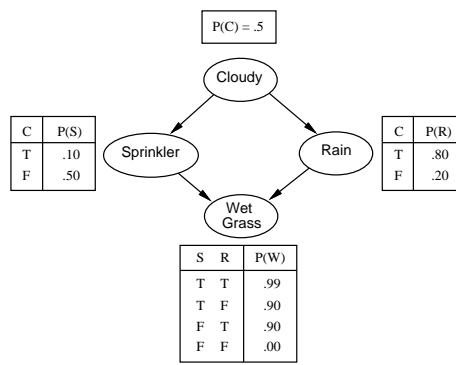 P(C) = .5
Cloudy
C P(S)
T .10
F .50
Sprinkler
Rain
C P(R)
T .80
F .20
Wet
Grass
S R P(W)
T T .99
T F .90
F T .90
F F .00